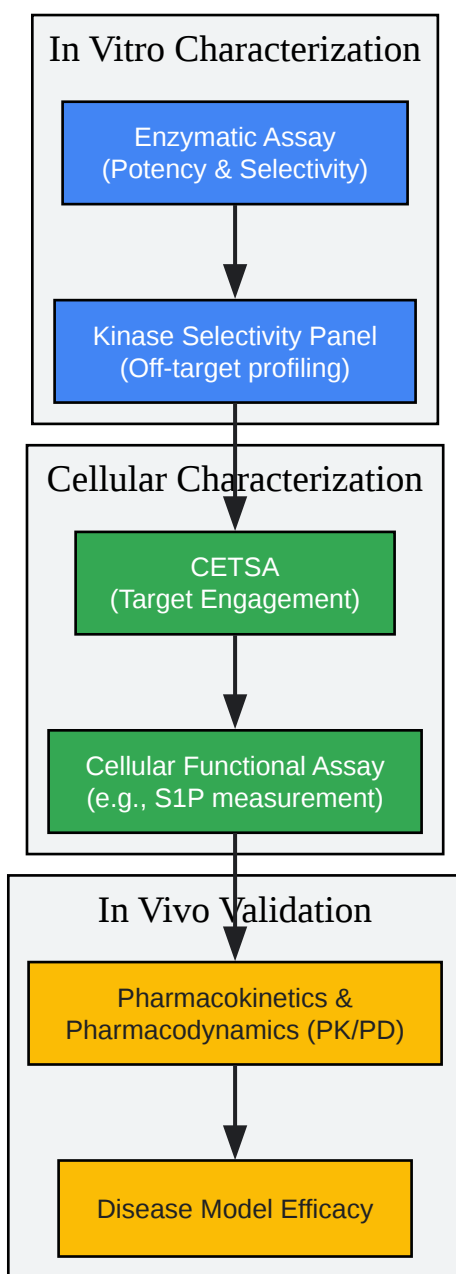 In Vitro Characterization
Enzymatic Assay
(Potency & Selectivity)
Kinase Selectivity Panel
(Off-target profiling)
Cellular Characterization
CETSA
(Target Engagement)
Cellular Functional Assay
(e.g., S1P measurement)
In Vivo Validation
Pharmacokinetics &
Pharmacodynamics (PK/PD)
Disease Model Efficacy